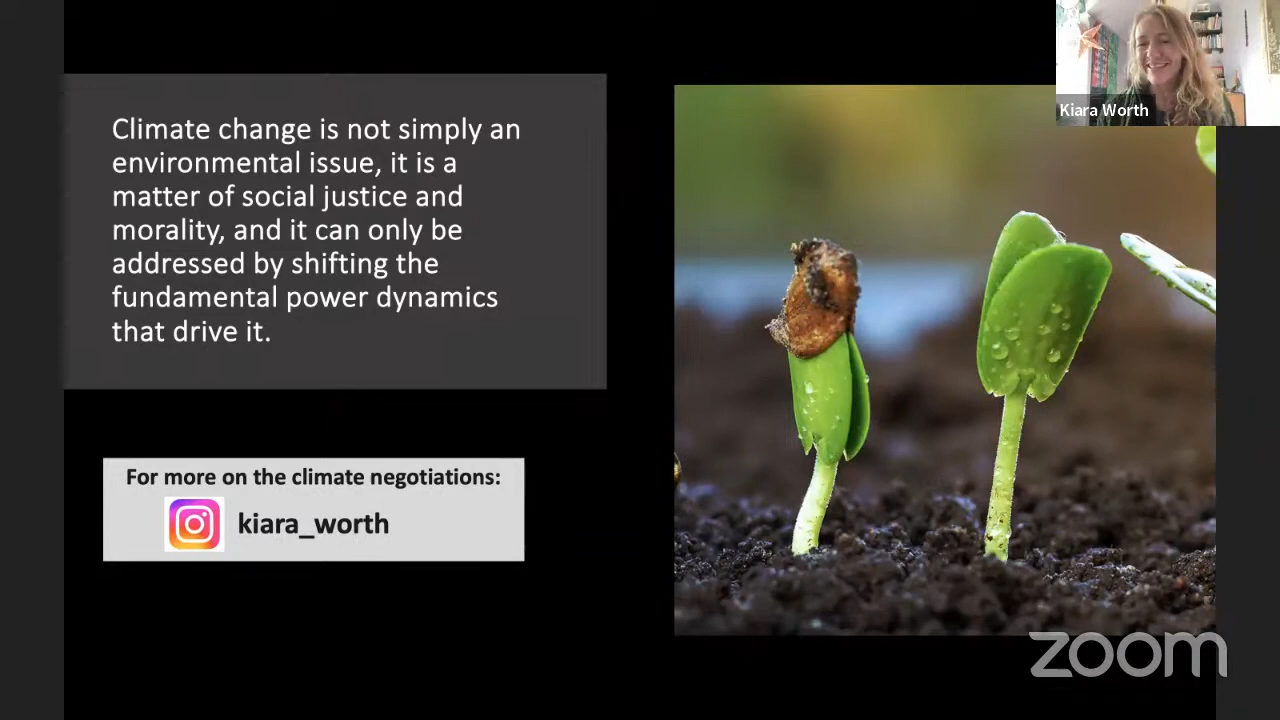 Climate change is not simply an
environmental issue, it is a
matter of social justice and
morality, and it can only be
addressed by shifting the
fundamental power dynamics
that drive it.
For more on the climate negotiations:
kiara_worth
Kiara Worth
zoom